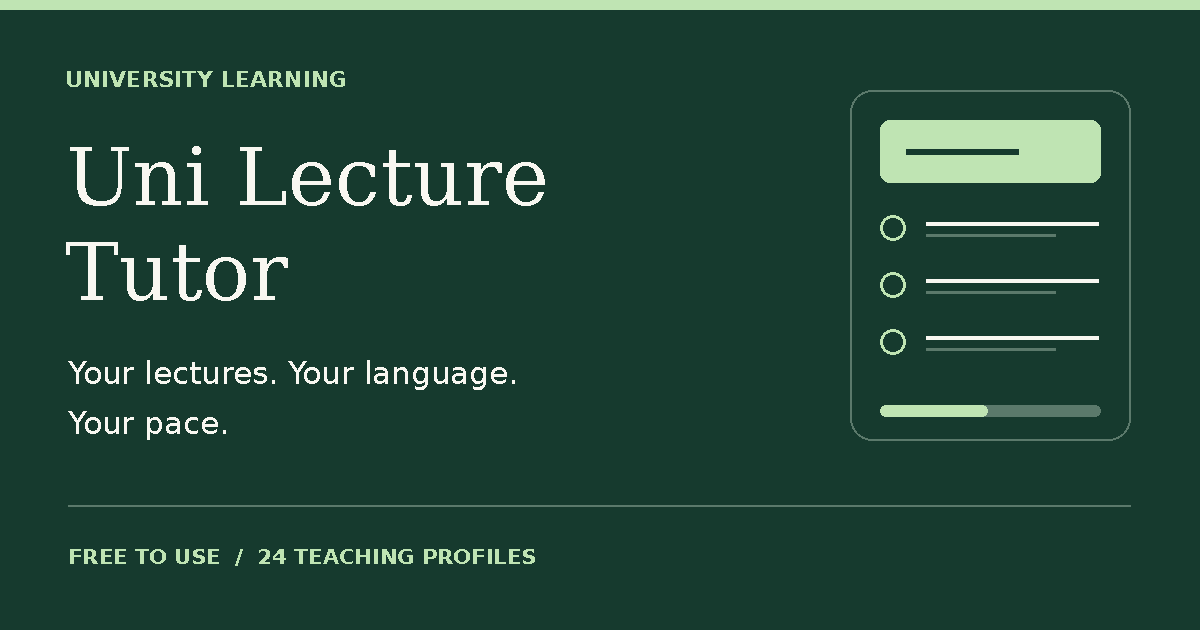 UNIVERSITY LEARNING
Uni Lecture
Tutor
Your lectures. Your language.
Your pace.
FREE TO USE / 24 TEACHING PROFILES